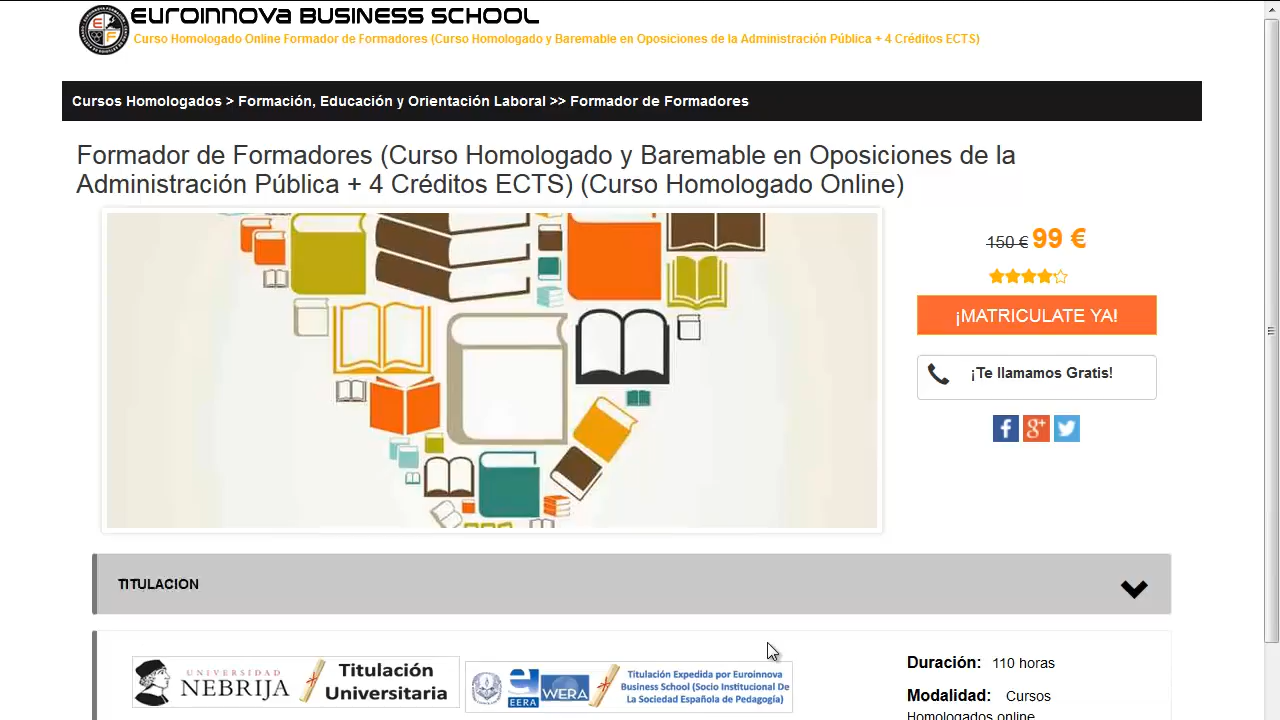 EUROINNOVA BUSINESS SCHOOL
Curso Homologado Online Formador de Formadores (Curso Homologado y Baremable en Oposiciones de la Administración Pública + 4 Créditos ECTS)
Cursos Homologados > Formación, Educación y Orientación Laboral >> Formador de Formadores
Formador de Formadores (Curso Homologado y Baremable en Oposiciones de la
Administración Pública + 4 Créditos ECTS) (Curso Homologado Online)
150 € 99 €
¡MATRICULATE YA!
¡Te llamamos Gratis!
TITULACION
UNIVERSIDAD
NEBRIJA
Titulación
Universitaria
EERA
WERA
Titulación Expedida por Euroinnova
Business School (Socio Institucional De
La Sociedad Española de Pedagogía)
Duración: 110 horas
Modalidad: Cursos
Homologados online